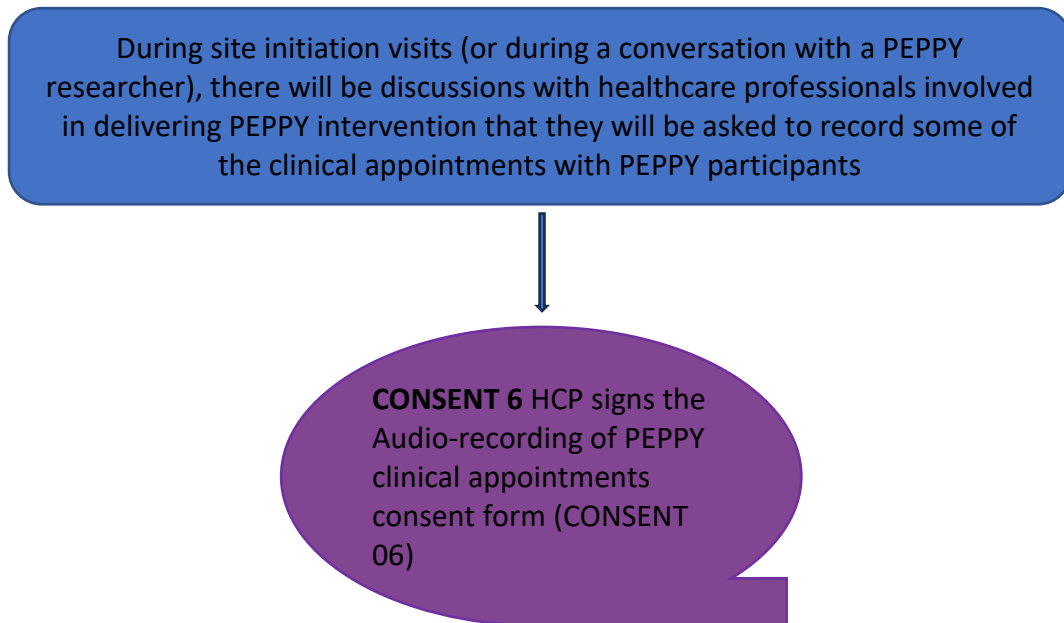 During site initiation visits (or during a conversation with a PEPPY
researcher), there will be discussions with healthcare professionals involved
in delivering PEPPY intervention that they will be asked to record some of
the clinical appointments with PEPPY participants
CONSENT 6 HCP signs the
Audio-recording of PEPPY
clinical appointments
consent form (CONSENT
06)